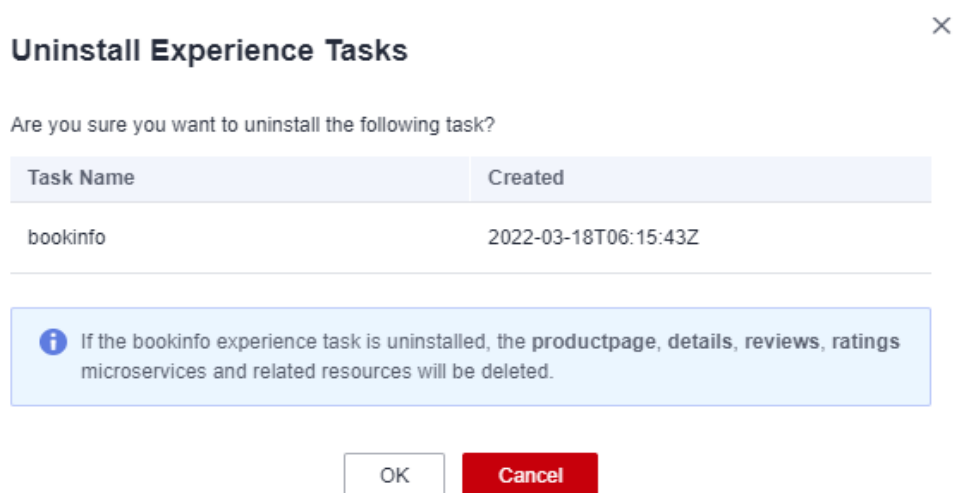 Uninstall Experience Tasks
Are you sure you want to uninstall the following task?
Task Name Created
bookinfo 2022-03-18T06:15:43Z
If the bookinfo experience task is uninstalled, the productpage, details, reviews, ratings
microservices and related resources will be deleted.
OK Cancel